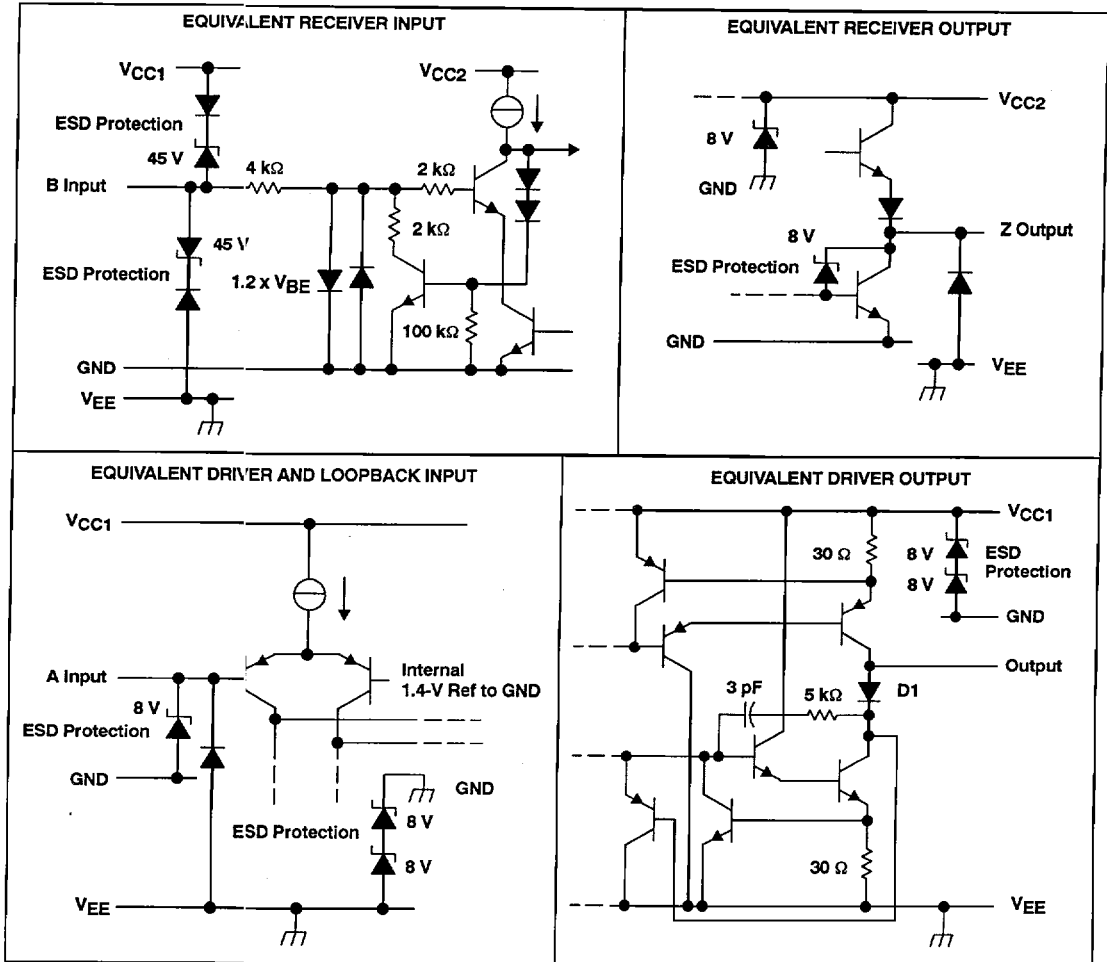 EQUIVALENT RECEIVER INPUT
VCC1
ESD Protection
45 V
B Input
4 kΩ
45 V
ESD Protection
1.2 x VBE
2 kΩ
2 kΩ
100 kΩ
VCC2
GND
VEE
EQUIVALENT RECEIVER OUTPUT
VCC2
8 V
GND
Z Output
8 V
ESD Protection
GND
VEE
EQUIVALENT DRIVER AND LOOPBACK INPUT
VCC1
A Input
Internal
1.4-V Ref to GND
8 V
ESD Protection
GND
GND
ESD Protection
8 V
8 V
VEE
EQUIVALENT DRIVER OUTPUT
VCC1
30 Ω
8 V
ESD
Protection
8 V
GND
Output
D1
3 pF
5 kΩ
30 Ω
VEE